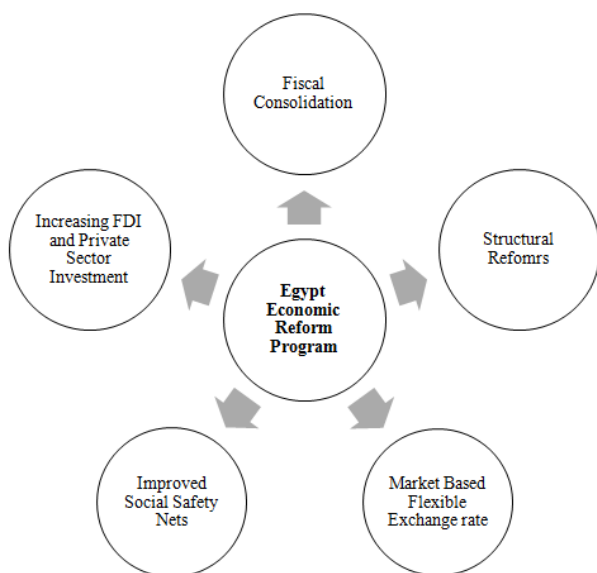 Fiscal
Consolidation
Increasing FDI
and Private
Sector
Investment
Structural
Refomrs
Egypt
Economic
Reform
Program
Improved
Social Safety
Nets
Market Based
Flexible
Exchange rate